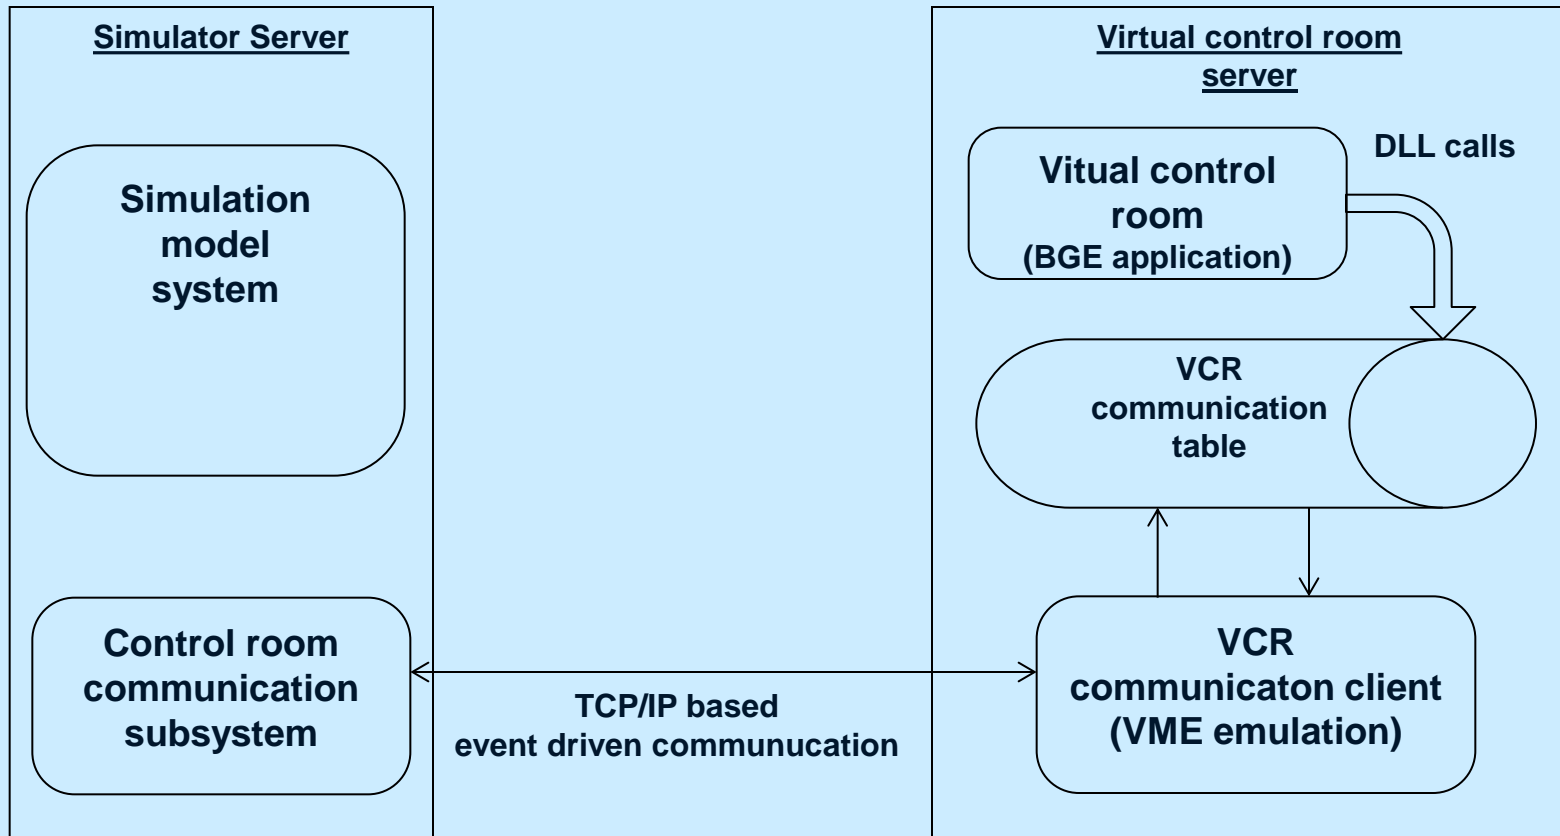 Simulator Server
Simulation
model
system
Control room
communication
subsystem
TCP/IP based
event driven communucation
Virtual control room
server
Vitual control
room
(BGE application)
DLL calls
VCR
communication
table
VCR
communicaton client
(VME emulation)